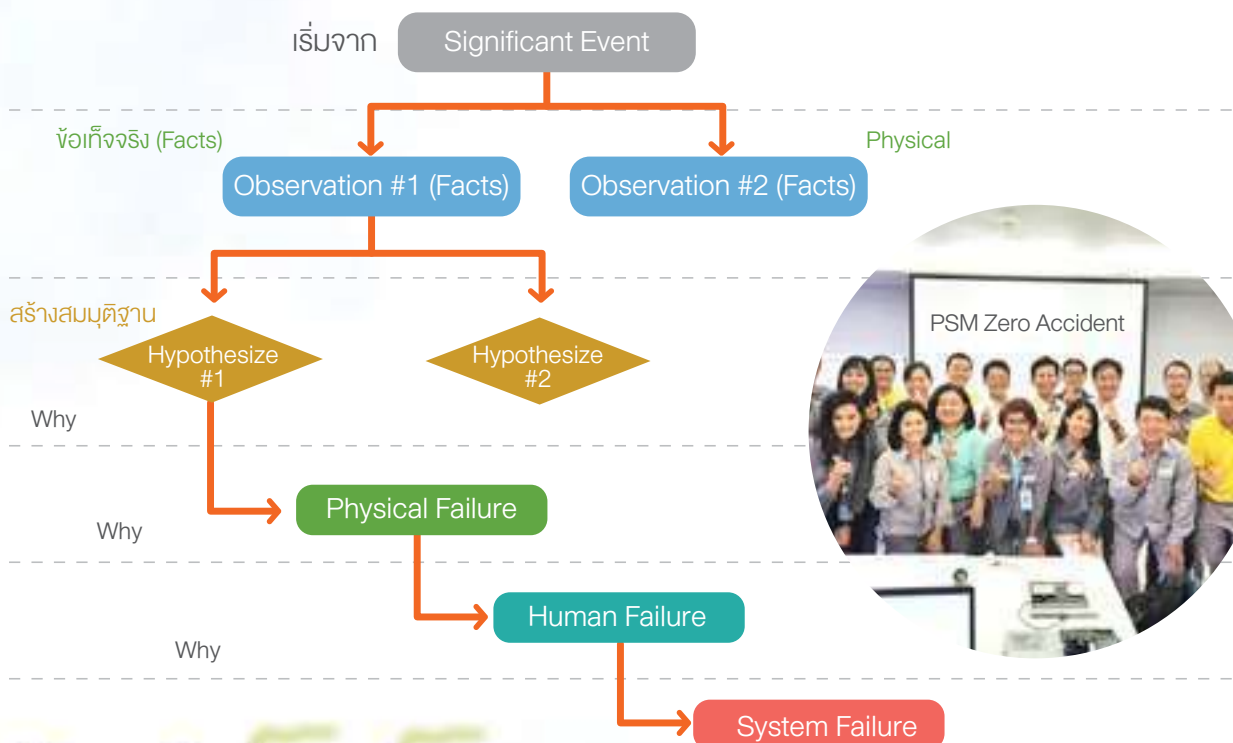 เริ่มจาก Significant Event
ข้อเท็จจริง (Facts)
Physical
Observation #1 (Facts)
Observation #2 (Facts)
สร้างสมมุติฐาน
Hypothesize
#1
Hypothesize
#2
PSM Zero Accident
Why
Physical Failure
Why
Human Failure
Why
System Failure